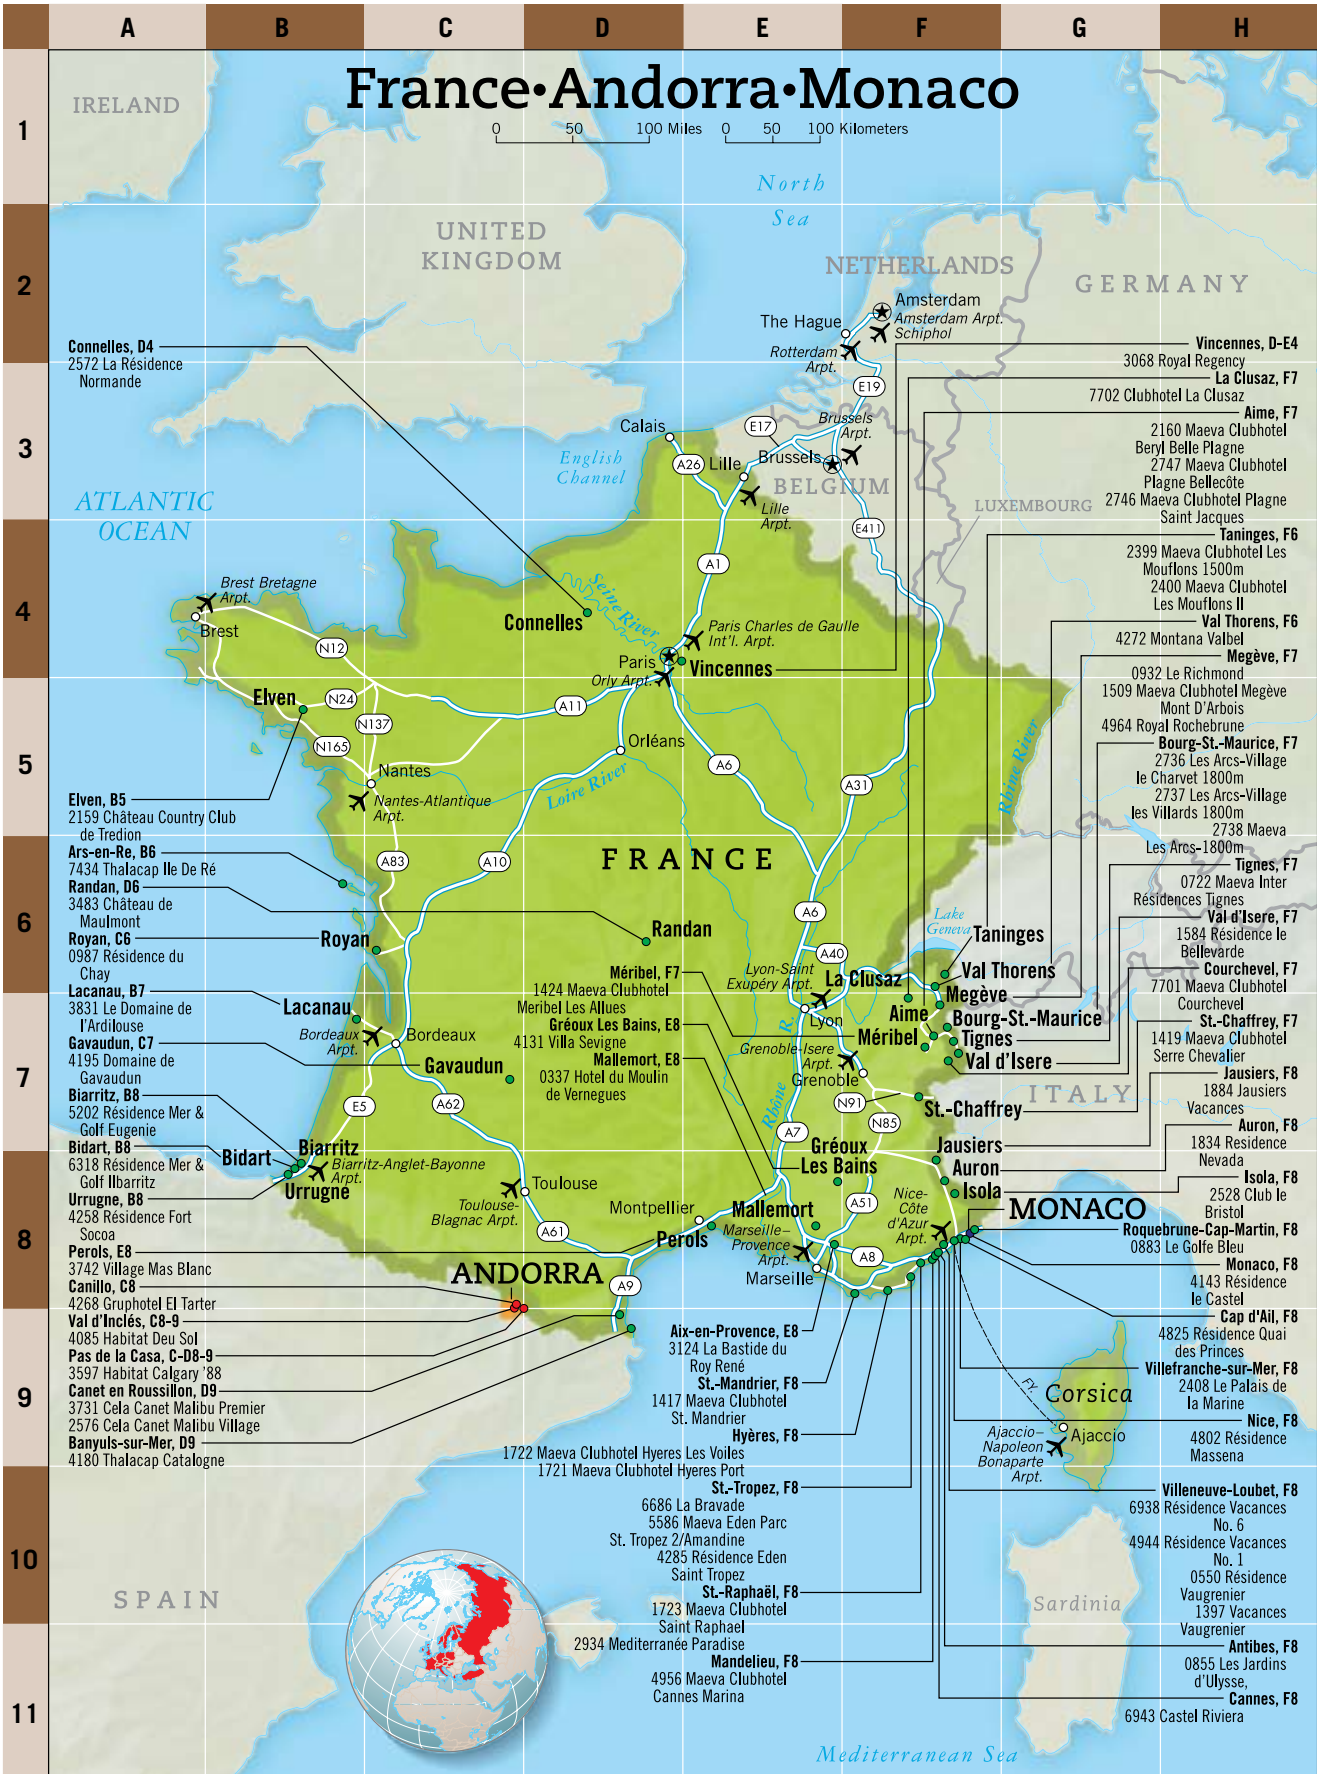 A B C D E F G H
1
2
3
4
5
6
7
8
9
10
11
France•Andorra•Monaco
0 50 100 Miles 0 50 100 Kilometers
IRELAND
UNITED
KINGDOM
North
Sea
NETHERLANDS
GERMANY
Amsterdam
Amsterdam Arpt.
Schiphol
The Hague
Rotterdam
Arpt.
E19
E17
Brussels
Arpt.
Brussels
BELGIUM
LUXEMBOURG
E411
Calais
A26
Lille
Lille
Arpt.
English
Channel
ATLANTIC
OCEAN
A1
Brest Bretagne
Arpt.
Brest
N12
Seine River
Connelles
Paris Charles de Gaulle
Int'l. Arpt.
Paris
Orly Arpt.
Vincennes
Elven
N24
N137
N165
A11
Orléans
A6
A31
Rhine River
Nantes
Nantes-Atlantique
Arpt.
Loire River
A83
A10
FRANCE
A6
A40
Lake
Geneva
Royan
Randan
Taninges
Lyon-Saint
Exupéry Arpt.
La Clusaz
Val Thorens
Megève
Aime
Bourg-St.-Maurice
Lyon
Méribel
Tignes
Val d'Isere
Lacanau
Bordeaux
Arpt.
Bordeaux
Gavaudun
Grenoble-Isere
Arpt.
Grenoble
N91
St.-Chaffrey
ITALY
Rhône
R.
E5
A62
N85
A7
Gréoux
Les Bains
Jausiers
Auron
Isola
Bidart
Biarritz
Biarritz-Anglet-Bayonne
Arpt.
Urrugne
Toulouse
Toulouse-
Blagnac Arpt.
A61
Montpellier
Perols
Mallemort
Marseille-
Provence
Arpt.
Marseille
A51
A8
Nice-
Côte
d'Azur
Arpt.
MONACO
ANDORRA
A9
FY.
Corsica
Ajaccio
Ajaccio–
Napoleon
Bonaparte
Arpt.
Sardinia
SPAIN
Mediterranean Sea
Connelles, D4
2572 La Résidence
Normande
Elven, B5
2159 Château Country Club
de Tredion
Ars-en-Re, B6
7434 Thalacap Ile De Ré
Randan, D6
3483 Château de
Maulmont
Royan, C6
0987 Résidence du
Chay
Lacanau, B7
3831 Le Domaine de
l'Ardilouse
Gavaudun, C7
4195 Domaine de
Gavaudun
Biarritz, B8
5202 Résidence Mer &
Golf Eugenie
Bidart, B8
6318 Résidence Mer &
Golf Ilbarritz
Urrugne, B8
4258 Résidence Fort
Socoa
Perols, E8
3742 Village Mas Blanc
Canillo, C8
4268 Gruphotel El Tarter
Val d'Inclés, C8-9
4085 Habitat Deu Sol
Pas de la Casa, C-D8-9
3597 Habitat Calgary '88
Canet en Roussillon, D9
3731 Cela Canet Malibu Premier
2576 Cela Canet Malibu Village
Banyuls-sur-Mer, D9
4180 Thalacap Catalogne
Méribel, F7
1424 Maeva Clubhotel
Meribel Les Allues
Gréoux Les Bains, E8
4131 Villa Sevigne
Mallemort, E8
0337 Hotel du Moulin
de Vernegues
Aix-en-Provence, E8
3124 La Bastide du
Roy René
St.-Mandrier, F8
1417 Maeva Clubhotel
St. Mandrier
Hyères, F8
1722 Maeva Clubhotel Hyeres Les Voiles
1721 Maeva Clubhotel Hyeres Port
St.-Tropez, F8
6686 La Bravade
5586 Maeva Eden Parc
St. Tropez 2/Amandine
4285 Résidence Eden
Saint Tropez
St.-Raphaël, F8
1723 Maeva Clubhotel
Saint Raphael
2934 Mediterranée Paradise
Mandelieu, F8
4956 Maeva Clubhotel
Cannes Marina
Vincennes, D-E4
3068 Royal Regency
La Clusaz, F7
7702 Clubhotel La Clusaz
Aime, F7
2160 Maeva Clubhotel
Beryl Belle Plagne
2747 Maeva Clubhotel
Plagne Bellecôte
2746 Maeva Clubhotel Plagne
Saint Jacques
Taninges, F6
2399 Maeva Clubhotel Les
Mouflons 1500m
2400 Maeva Clubhotel
Les Mouflons II
Val Thorens, F6
4272 Montana Valbel
Megève, F7
0932 Le Richmond
1509 Maeva Clubhotel Megève
Mont D'Arbois
4964 Royal Rochebrune
Bourg-St.-Maurice, F7
2736 Les Arcs-Village
le Charvet 1800m
2737 Les Arcs-Village
les Villards 1800m
2738 Maeva
Les Arcs-1800m
Tignes, F7
0722 Maeva Inter
Résidences Tignes
Val d'Isere, F7
1584 Résidence le
Bellevarde
Courchevel, F7
7701 Maeva Clubhotel
Courchevel
St.-Chaffrey, F7
1419 Maeva Clubhotel
Serre Chevalier
Jausiers, F8
1884 Jausiers
Vacances
Auron, F8
1834 Residence
Nevada
Isola, F8
2528 Club le
Bristol
Roquebrune-Cap-Martin, F8
0883 Le Golfe Bleu
Monaco, F8
4143 Résidence
le Castel
Cap d'Ail, F8
4825 Résidence Quai
des Princes
Villefranche-sur-Mer, F8
2408 Le Palais de
la Marine
Nice, F8
4802 Résidence
Massena
Villeneuve-Loubet, F8
6938 Résidence Vacances
No. 6
4944 Résidence Vacances
No. 1
0550 Résidence
Vaugrenier
1397 Vacances
Vaugrenier
Antibes, F8
0855 Les Jardins
d'Ulysse,
Cannes, F8
6943 Castel Riviera